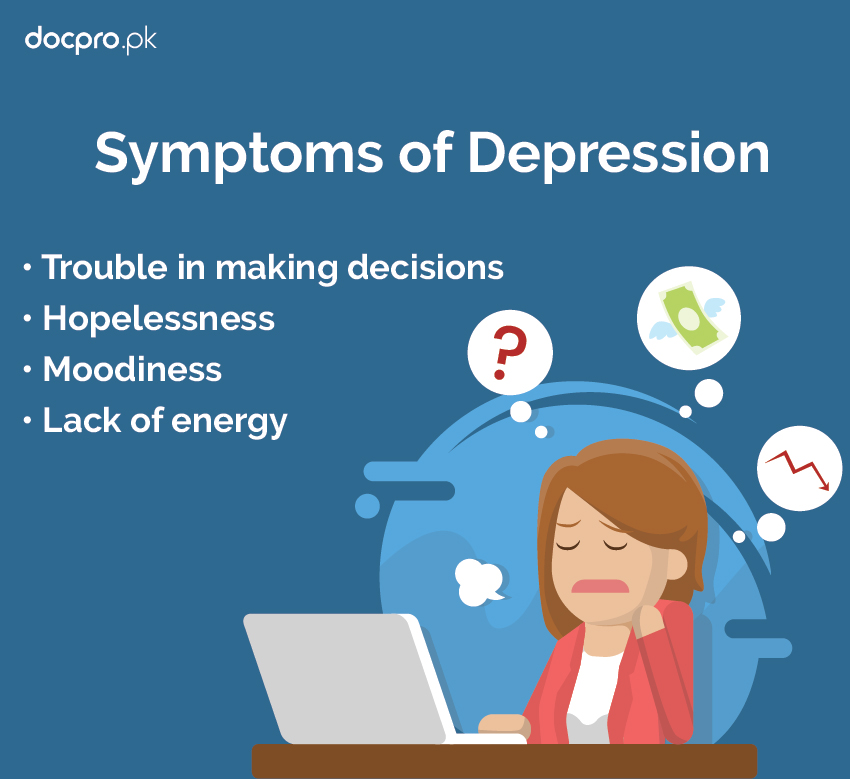 docpro.pk
Symptoms of Depression
• Trouble in making decisions
• Hopelessness
• Moodiness
• Lack of energy
?